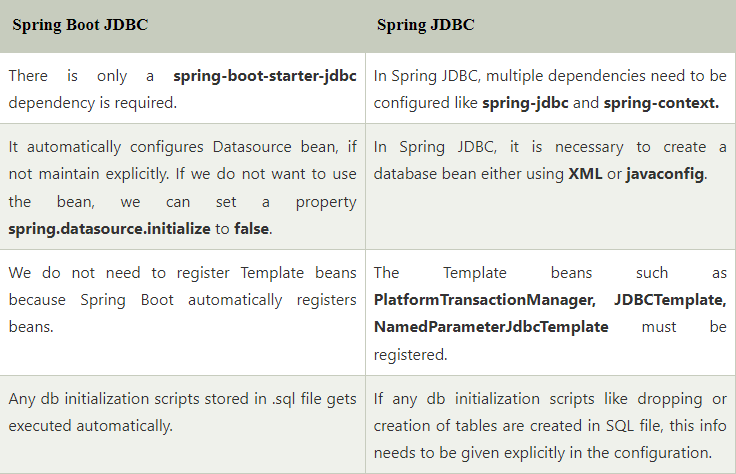 Spring Boot JDBC
Spring JDBC
There is only a spring-boot-starter-jdbc
dependency is required.
In Spring JDBC, multiple dependencies need to be
configured like spring-jdbc and spring-context.
It automatically configures Datasource bean, if
not maintain explicitly. If we do not want to use
the bean, we can set a property
spring.datasource.initialize to false.
In Spring JDBC, it is necessary to create a
database bean either using XML or javaconfig.
We do not need to register Template beans
because Spring Boot automatically registers
beans.
The Template beans such as
PlatformTransactionManager, JDBCTemplate,
NamedParameterJdbcTemplate must be
registered.
Any db initialization scripts stored in .sql file gets
executed automatically.
If any db initialization scripts like dropping or
creation of tables are created in SQL file, this info
needs to be given explicitly in the configuration.